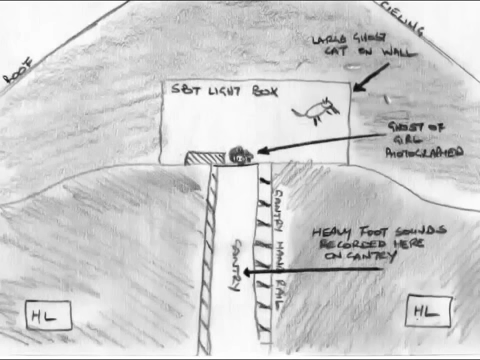 CIELING
ROOF
LARGE GHOST
CAT ON WALL
SBT LIGHT BOX
GHOST OF
GIRL
PHOTOGRAPHED
GANTRY HAND RAIL
GANTRY
HEAVY FOOT SOUNDS
RECORDED HERE
ON GANTRY
HL
HL